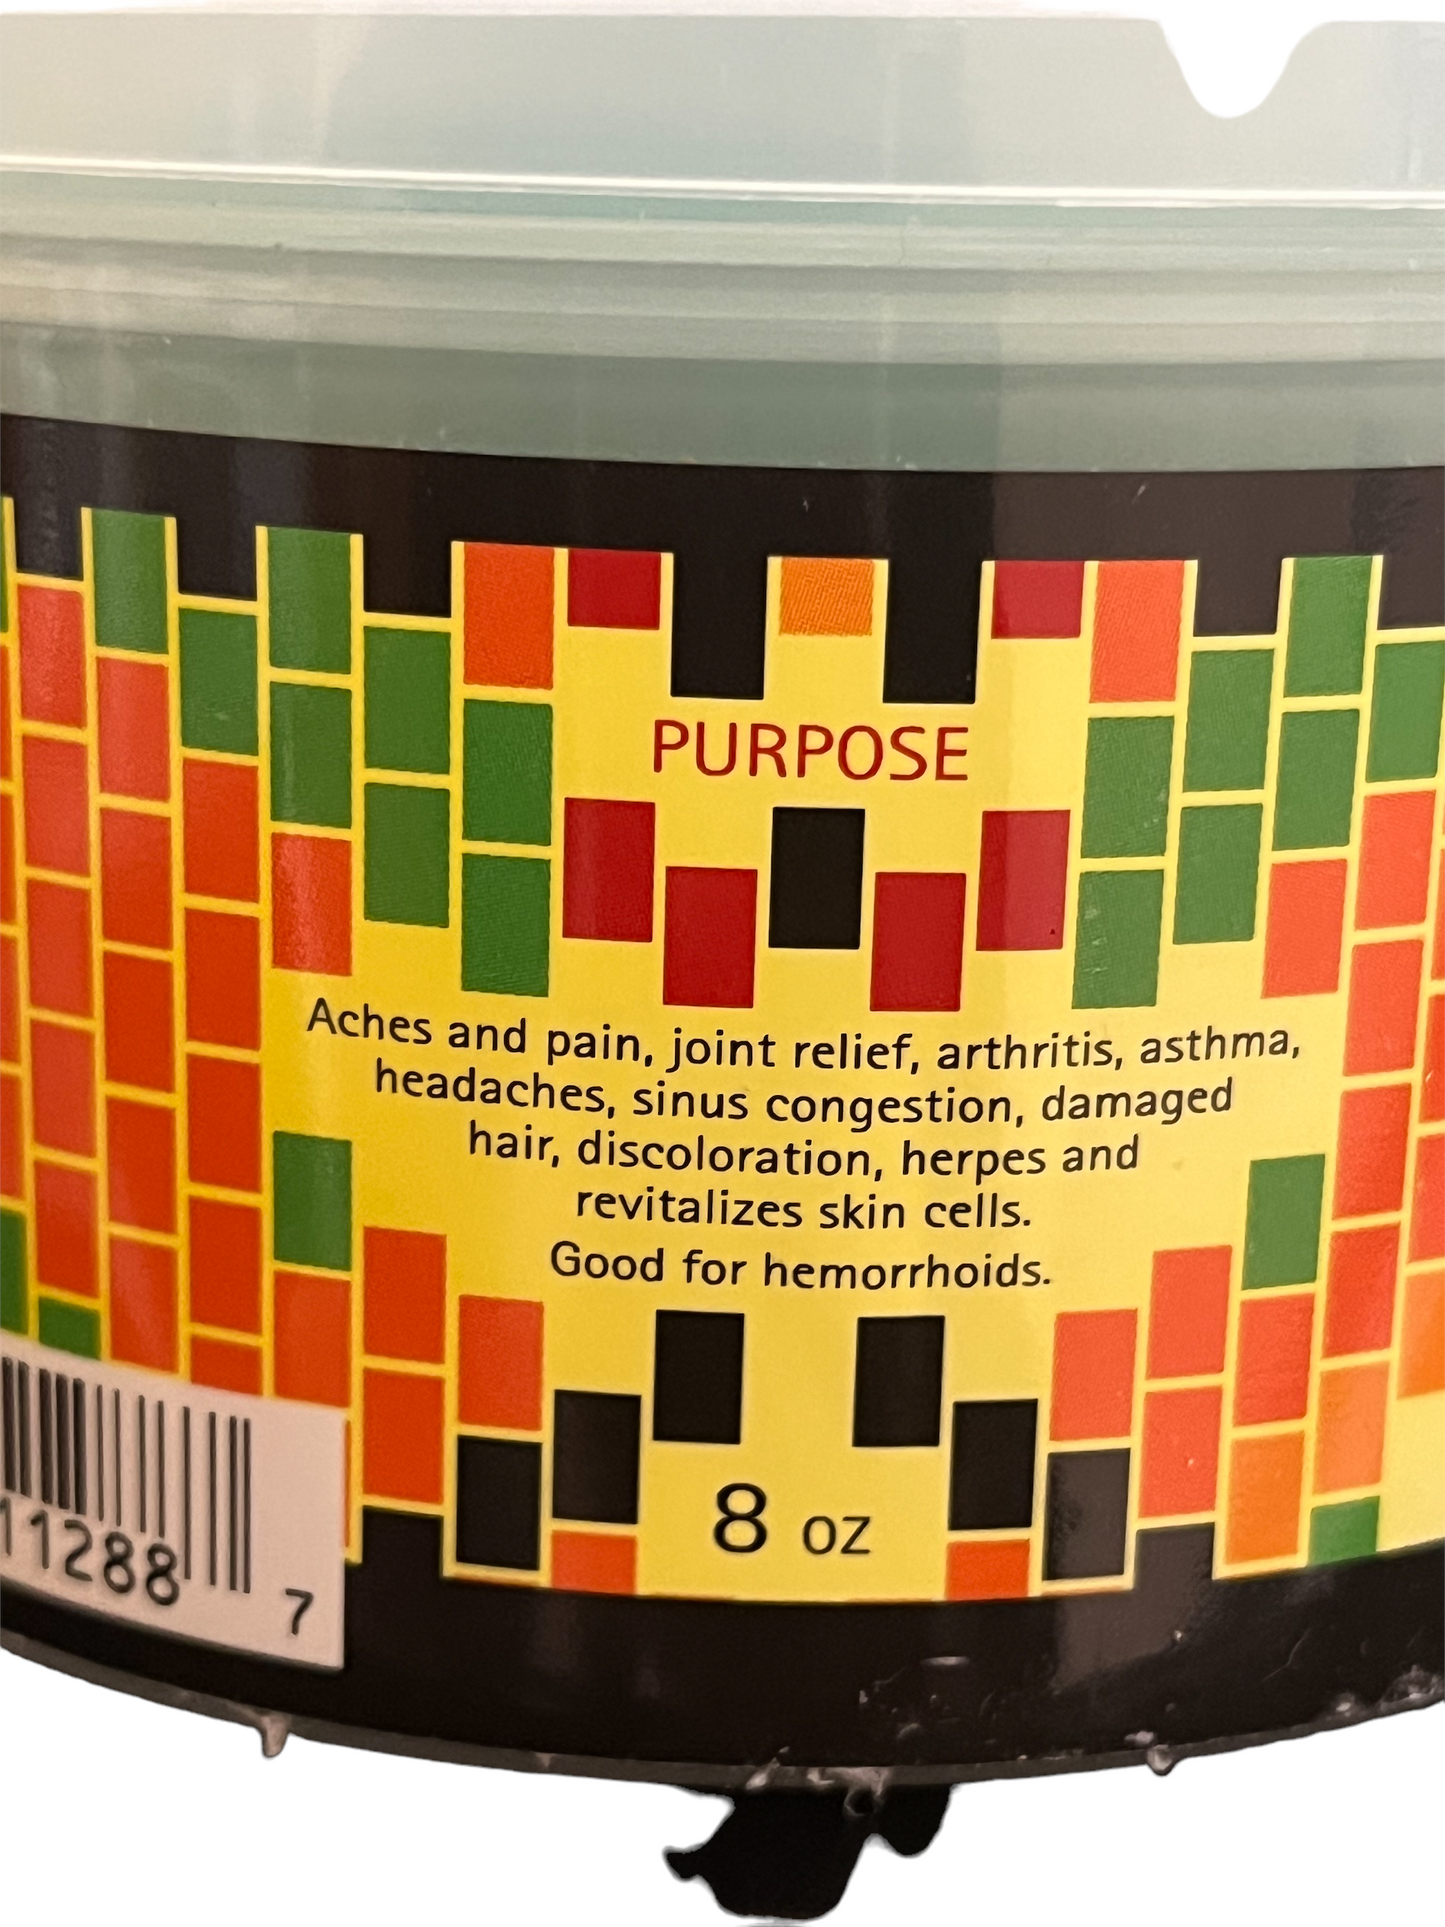 PURPOSE
Aches and pain, joint relief, arthritis, asthma,
headaches, sinus congestion, damaged
hair, discoloration, herpes and
revitalizes skin cells.
Good for hemorrhoids.
8 oz
11288 7